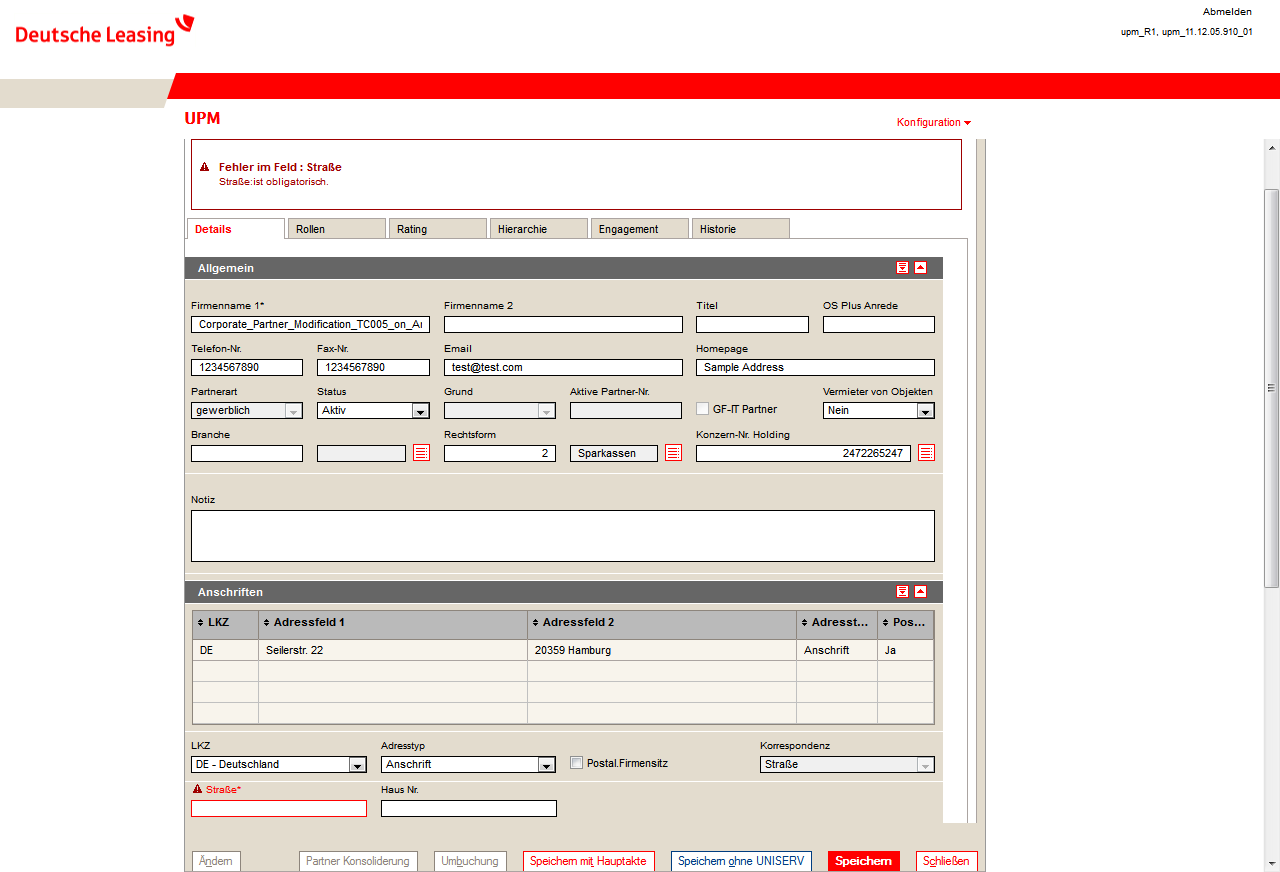 Abmelden
Deutsche Leasing
upm_R1, upm_11.12.05.910_01
UPM
Konfiguration
Fehler im Feld : Straße
Straße:ist obligatorisch.
Details Rollen Rating Hierarchie Engagement Historie
Allgemein
Firmenname 1* Firmenname 2 Titel OS Plus Anrede
Corporate_Partner_Modification_TC005_on_Ar
Telefon-Nr. Fax-Nr. Email Homepage
1234567890 1234567890 test@test.com Sample Address
Partnerart Status Grund Aktive Partner-Nr. Vermieter von Objekten
gewerblich Aktiv GF-IT Partner Nein
Branche Rechtsform Konzern-Nr. Holding
2 Sparkassen 2472265247
Notiz
Anschriften
LKZ Adressfeld 1 Adressfeld 2 Adresst... Pos...
DE Seilerstr. 22 20359 Hamburg Anschrift Ja
LKZ Adresstyp Korrespondenz
DE - Deutschland Anschrift Postal.Firmensitz Straße
Straße* Haus Nr.
Ändern Partner Konsolidierung Umbuchung Speichern mit Hauptakte Speichern ohne UNISERV Speichern Schließen